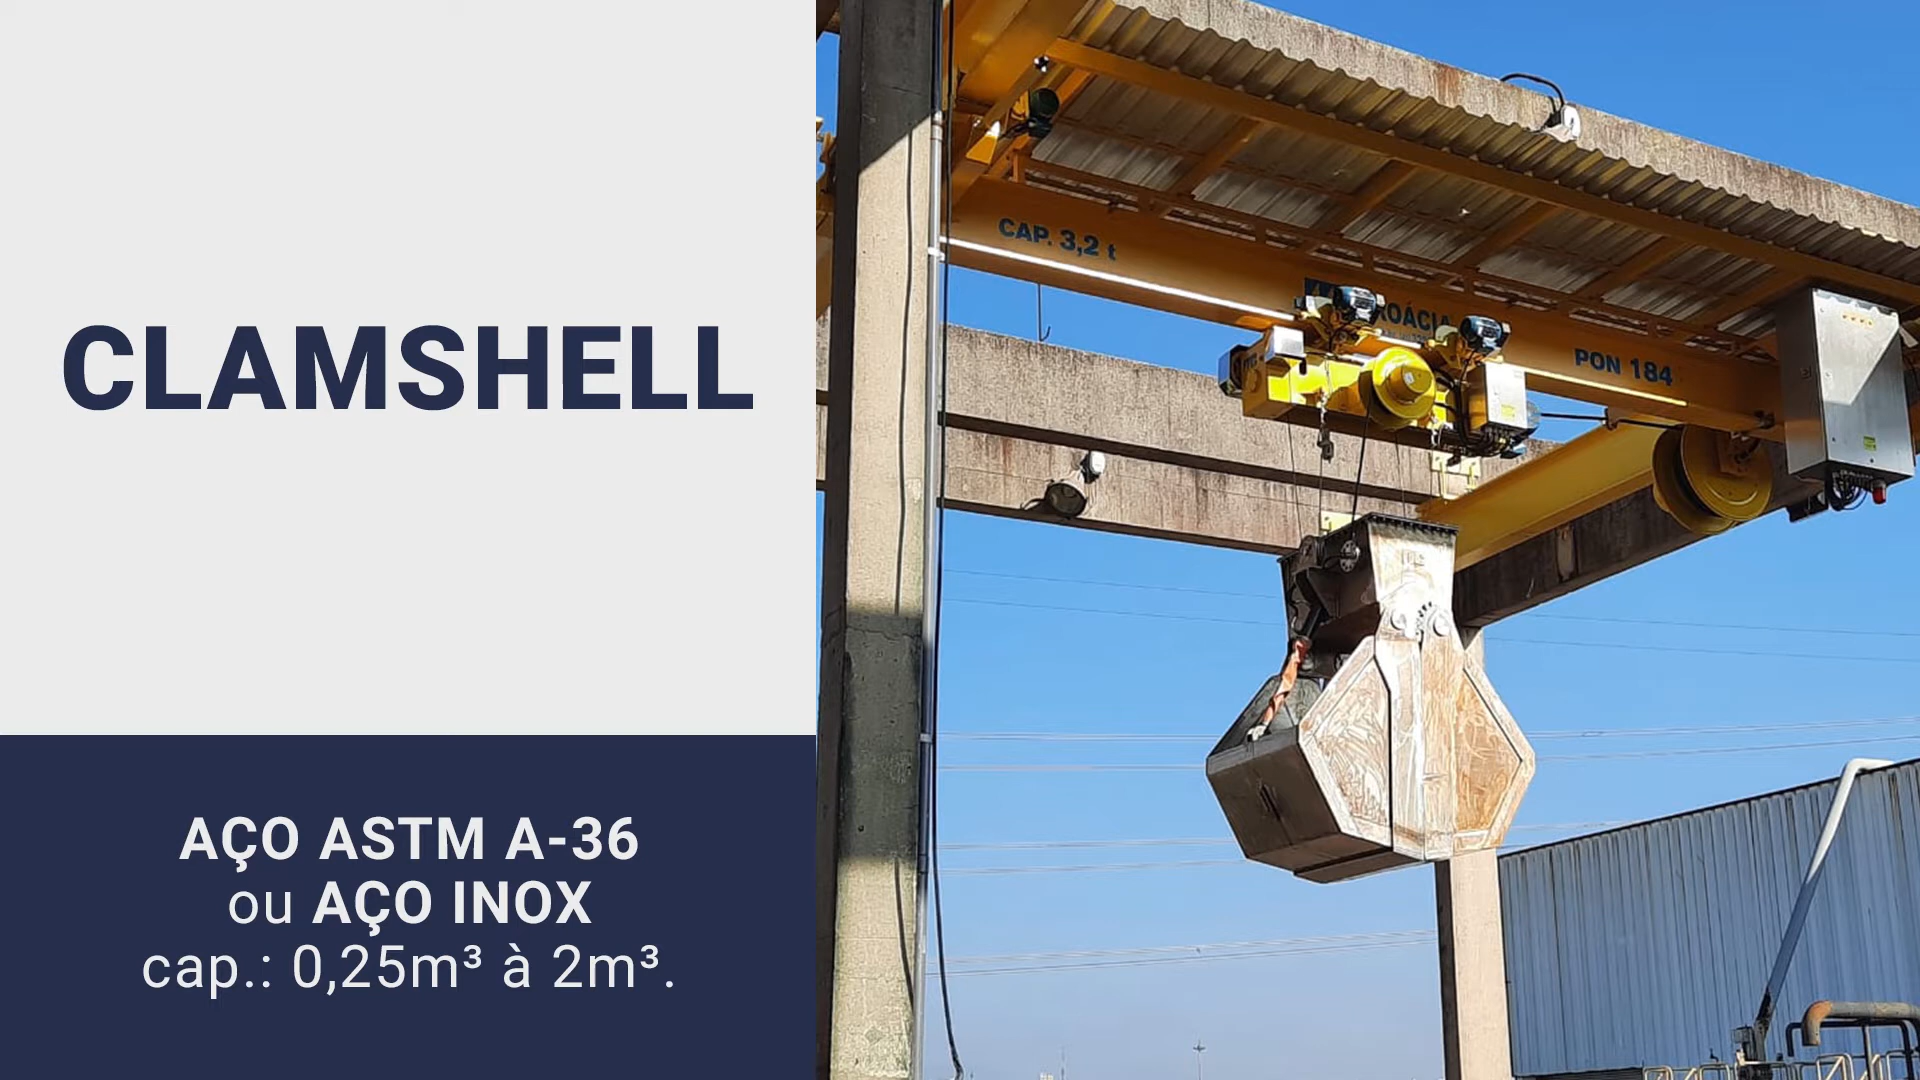 CLAMSHELL
AÇO ASTM A-36
ou AÇO INOX
cap.: 0,25m³ à 2m³.
CAP. 3,2 t
PON 184